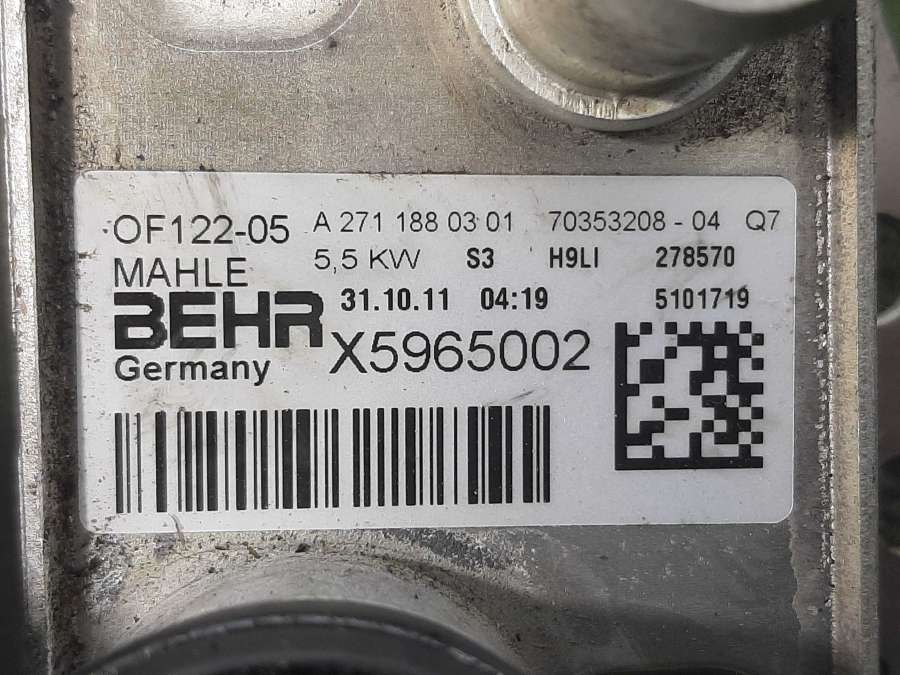 OF122-05 A 271 188 03 01 70353208 - 04 Q7
MAHLE 5,5 KW S3 H9LI 278570
BEHR 31.10.11 04:19 5101719
Germany X5965002